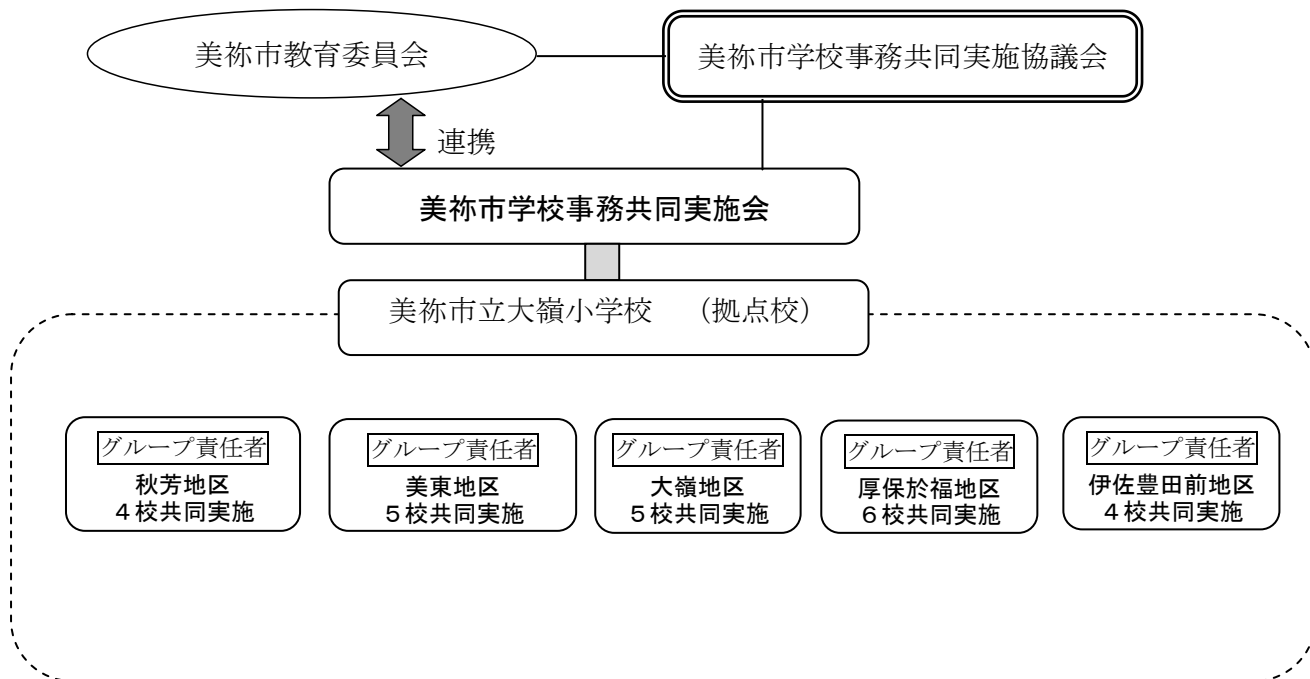 美祢市教育委員会
美祢市学校事務共同実施協議会
連携
美祢市学校事務共同実施会
美祢市立大嶺小学校　（拠点校）
グループ責任者
秋芳地区
４校共同実施
グループ責任者
美東地区
５校共同実施
グループ責任者
大嶺地区
５校共同実施
グループ責任者
厚保於福地区
６校共同実施
グループ責任者
伊佐豊田前地区
４校共同実施